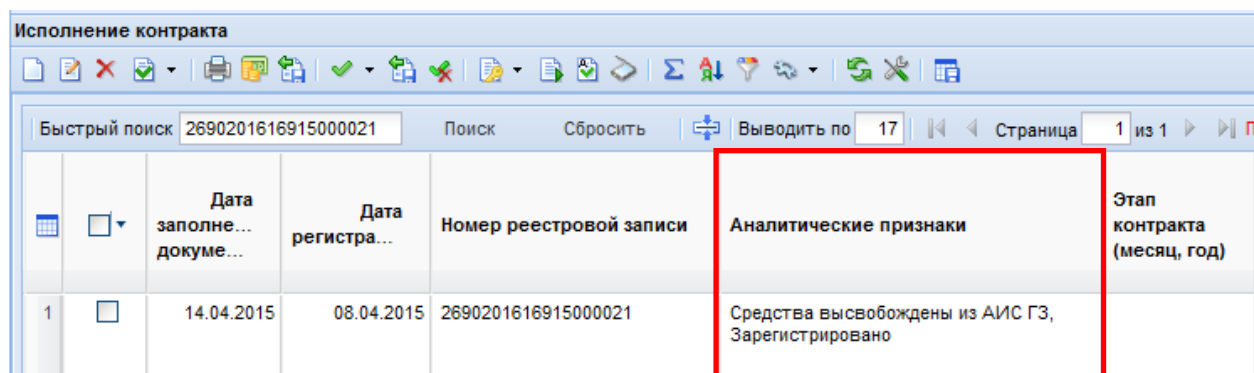 Исполнение контракта
Быстрый поиск 2690201616915000021 Поиск Сбросить Выводить по 17 Страница 1 из 1
Дата заполне... докуме... Дата регистра... Номер реестровой записи Аналитические признаки Этап контракта (месяц, год)
1 14.04.2015 08.04.2015 2690201616915000021 Средства высвобождены из АИС ГЗ,
Зарегистрировано